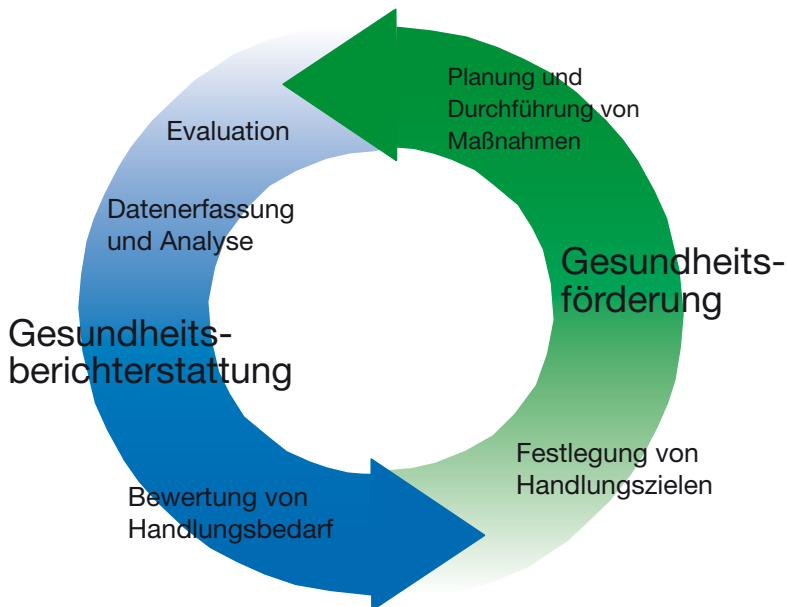 Planung und
Durchführung von
Maßnahmen
Evaluation
Datenerfassung
und Analyse
Gesundheits-
förderung
Gesundheits-
berichterstattung
Festlegung von
Handlungszielen
Bewertung von
Handlungsbedarf